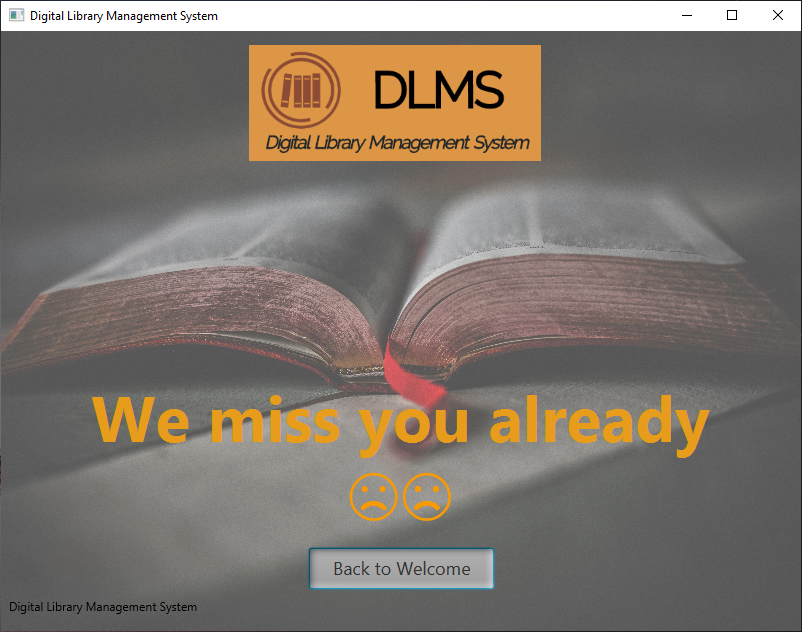 Digital Library Management System
DLMS
Digital Library Management System
We miss you already
☹☹
Back to Welcome
Digital Library Management System